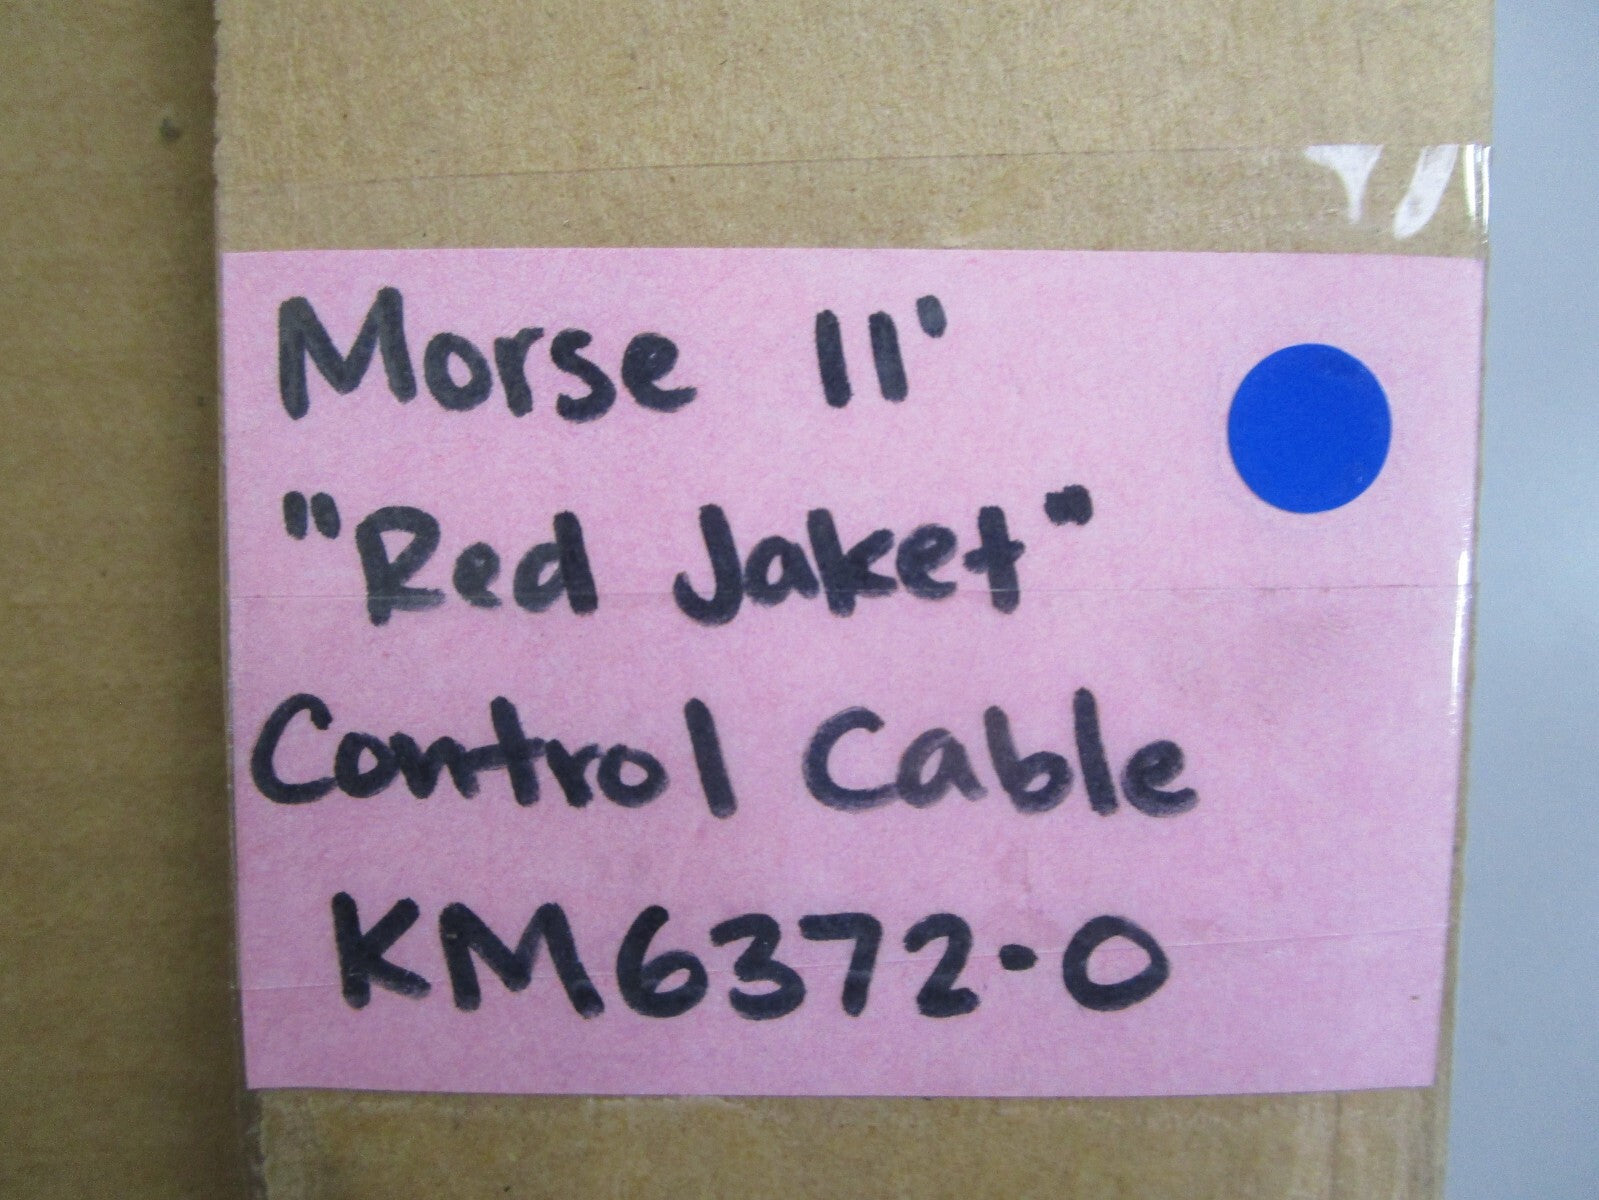 Morse 11'
"Red Jaket"
Control Cable
KM6372-0